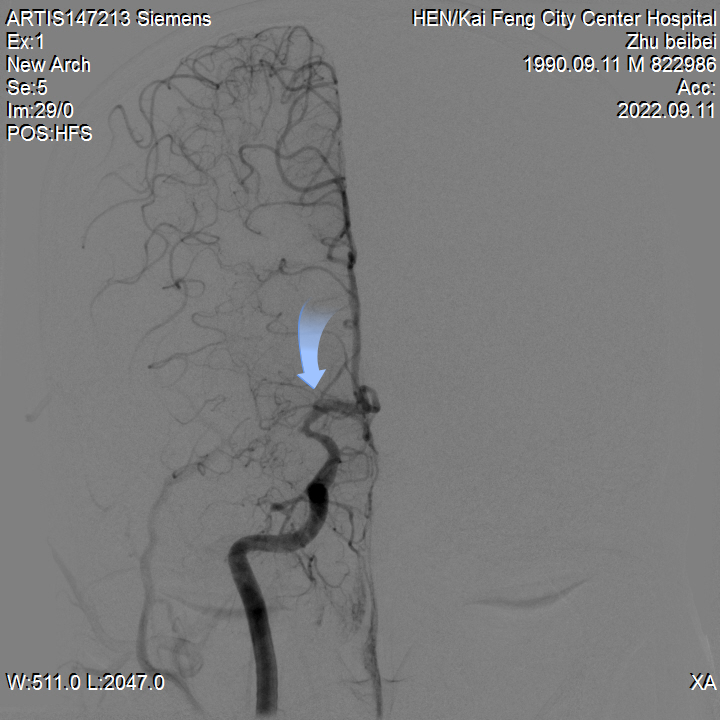 ARTIS147213 Siemens
Ex:1
New Arch
Se:5
Im:29/0
POS:HFS
HEN/Kai Feng City Center Hospital
Zhu beibei
1990.09.11 M 822986
Acc:
2022.09.11
W:511.0 L:2047.0
XA